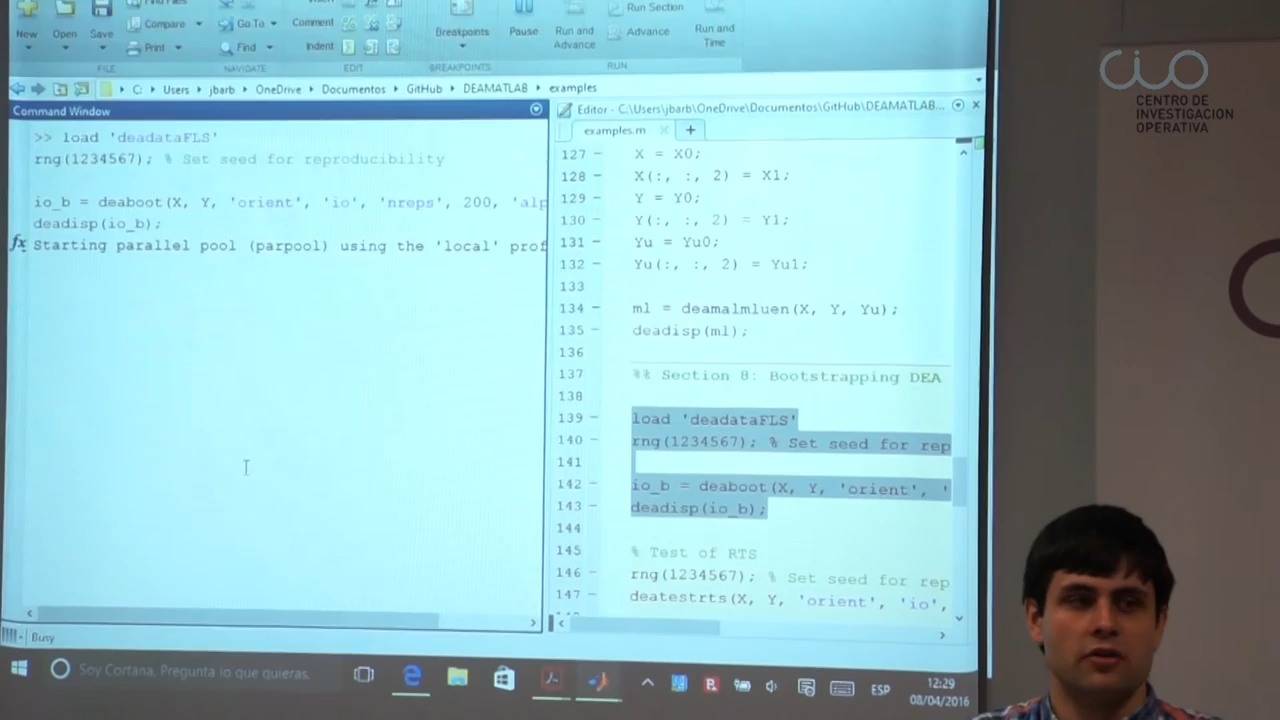 New
Open
Save
Compare
Print
Go To
Find
Comment
Indent
Breakpoints
Pause
Run and
Advance
Run Section
Advance
Run and
Time
FILE
NAVIGATE
EDIT
BREAKPOINTS
RUN
C: Users jbarb OneDrive Documentos GitHub DEAMATLAB examples
Command Window
>> load 'deadataFLS'
rng(1234567); % Set seed for reproducibility
io_b = deaboot(X, Y, 'orient', 'io', 'nreps', 200, 'alp
deadisp(io_b);
fx Starting parallel pool (parpool) using the 'local' prof
Busy
Editor - C:\Users\jbarb\OneDrive\Documentos\GitHub\DEAMATLAB...
examples.m
127 - X = X0;
128 - X(:, :, 2) = X1;
129 - Y = Y0;
130 - Y(:, :, 2) = Y1;
131 - Yu = Yu0;
132 - Yu(:, :, 2) = Yu1;
133
134 - ml = deamalmluen(X, Y, Yu);
135 - deadisp(ml);
136
137 %% Section 8: Bootstrapping DEA
138
139 - load 'deadataFLS'
140 - rng(1234567); % Set seed for rep
141
142 - io_b = deaboot(X, Y, 'orient', '
143 - deadisp(io_b);
144
145 % Test of RTS
146 - rng(1234567); % Set seed for rep
147 - deatestrts(X, Y, 'orient', 'io',
Soy Cortana. Pregunta lo que quieras.
ESP
12:29
08/04/2016
CIO
CENTRO DE
INVESTIGACION
OPERATIVA